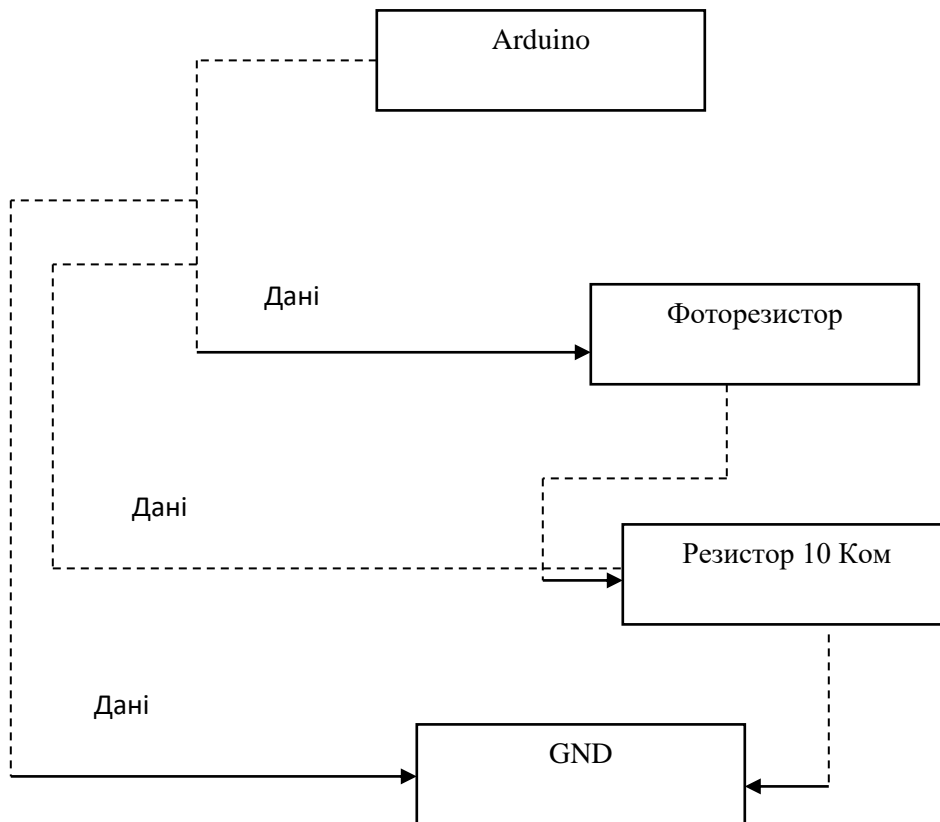 Arduino
Дані
Фоторезистор
Дані
Резистор 10 Ком
Дані
GND